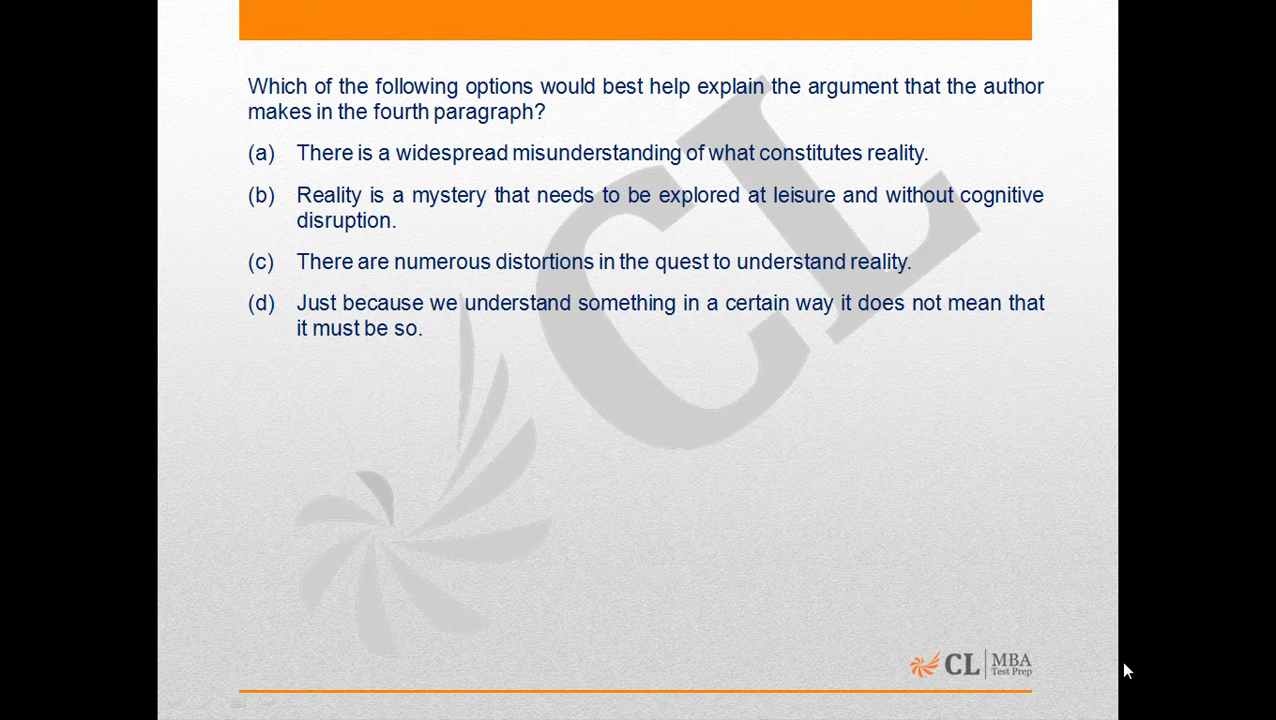 Which of the following options would best help explain the argument that the author
makes in the fourth paragraph?
(a) There is a widespread misunderstanding of what constitutes reality.
(b) Reality is a mystery that needs to be explored at leisure and without cognitive
disruption.
(c) There are numerous distortions in the quest to understand reality.
(d) Just because we understand something in a certain way it does not mean that
it must be so.
CL
CL MBA
Test Prep